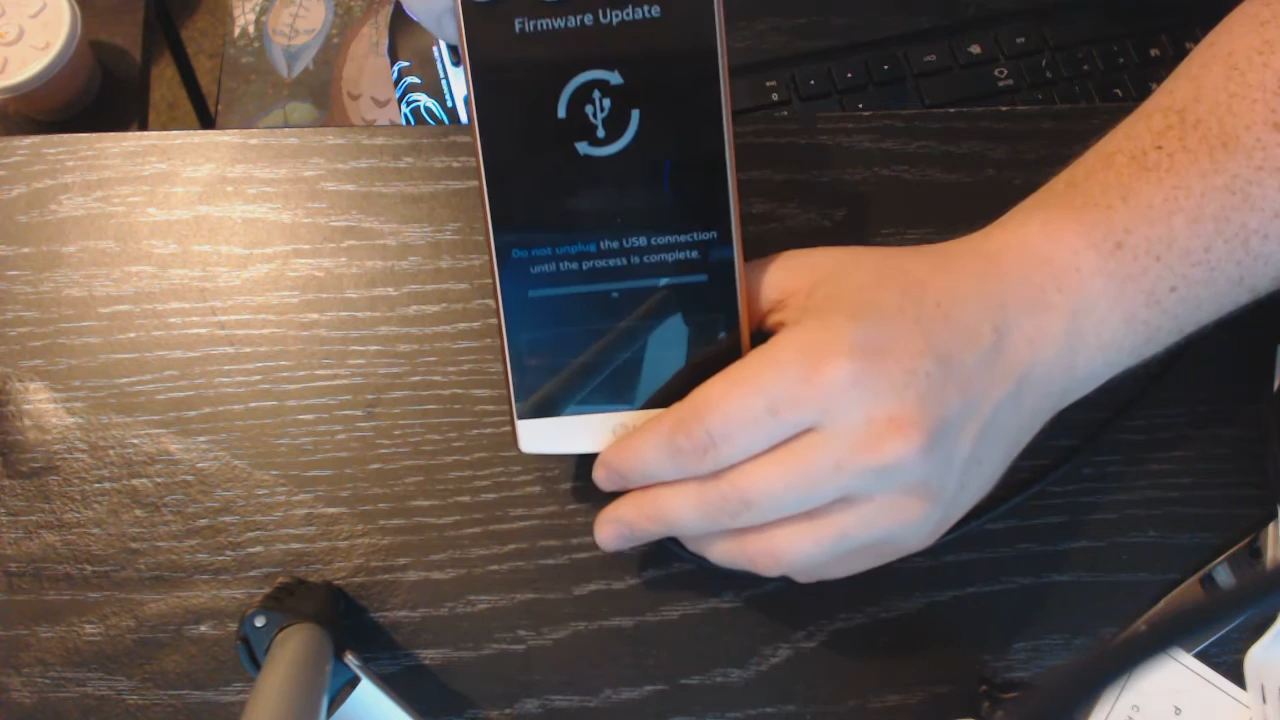 Firmware Update
Do not unplug the USB connection
until the process is complete.